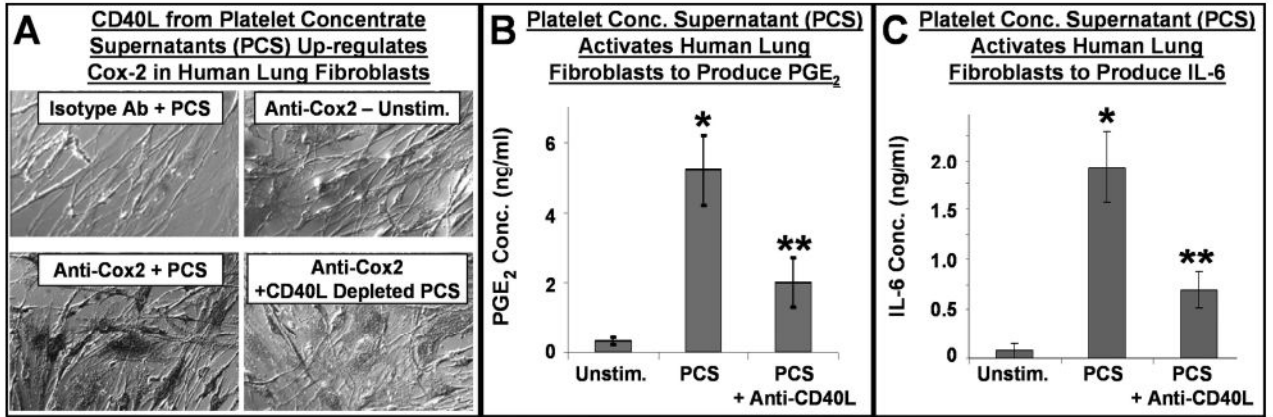 A
CD40L from Platelet Concentrate
Supernatants (PCS) Up-regulates
Cox-2 in Human Lung Fibroblasts
Isotype Ab + PCS
Anti-Cox2 – Unstim.
Anti-Cox2 + PCS
Anti-Cox2
+CD40L Depleted PCS
B
Platelet Conc. Supernatant (PCS)
Activates Human Lung
Fibroblasts to Produce PGE₂
PGE₂ Conc. (ng/ml)
6
4
2
0
*
**
Unstim.
PCS
PCS
+ Anti-CD40L
C
Platelet Conc. Supernatant (PCS)
Activates Human Lung
Fibroblasts to Produce IL-6
IL-6 Conc. (ng/ml)
2.0
1.5
1.0
0.5
0
*
**
Unstim.
PCS
PCS
+ Anti-CD40L